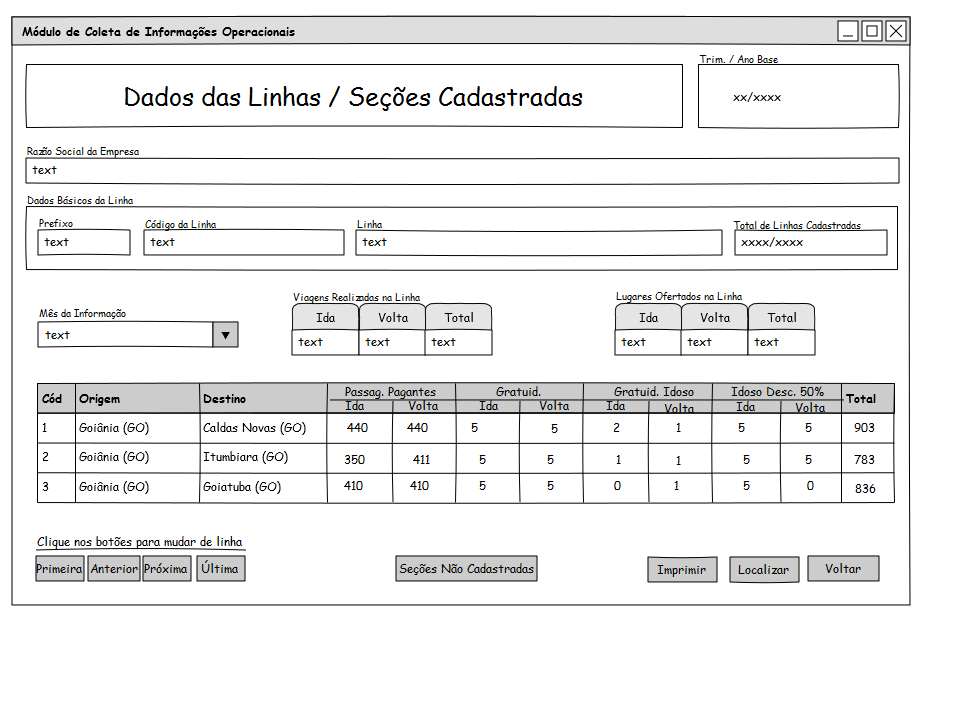 Módulo de Coleta de Informações Operacionais
Trim. / Ano Base
Dados das Linhas / Seções Cadastradas
xx/xxxx
Razão Social da Empresa
text
Dados Básicos da Linha
Prefixo Código da Linha Linha Total de Linhas Cadastradas
text text text xxxx/xxxx
Viagens Realizadas na Linha Lugares Ofertados na Linha
Mês da Informação Ida Volta Total Ida Volta Total
text text text text text text text
Cód Origem Destino Passag. Pagantes Gratuid. Gratuid. Idoso Idoso Desc. 50% Total
Ida Volta Ida Volta Ida Volta Ida Volta
1 Goiânia (GO) Caldas Novas (GO) 440 440 5 5 2 1 5 5 903
2 Goiânia (GO) Itumbiara (GO) 350 411 5 5 1 1 5 5 783
3 Goiânia (GO) Goiatuba (GO) 410 410 5 5 0 1 5 0 836
Clique nos botões para mudar de linha
Primeira Anterior Próxima Última Seções Não Cadastradas Imprimir Localizar Voltar